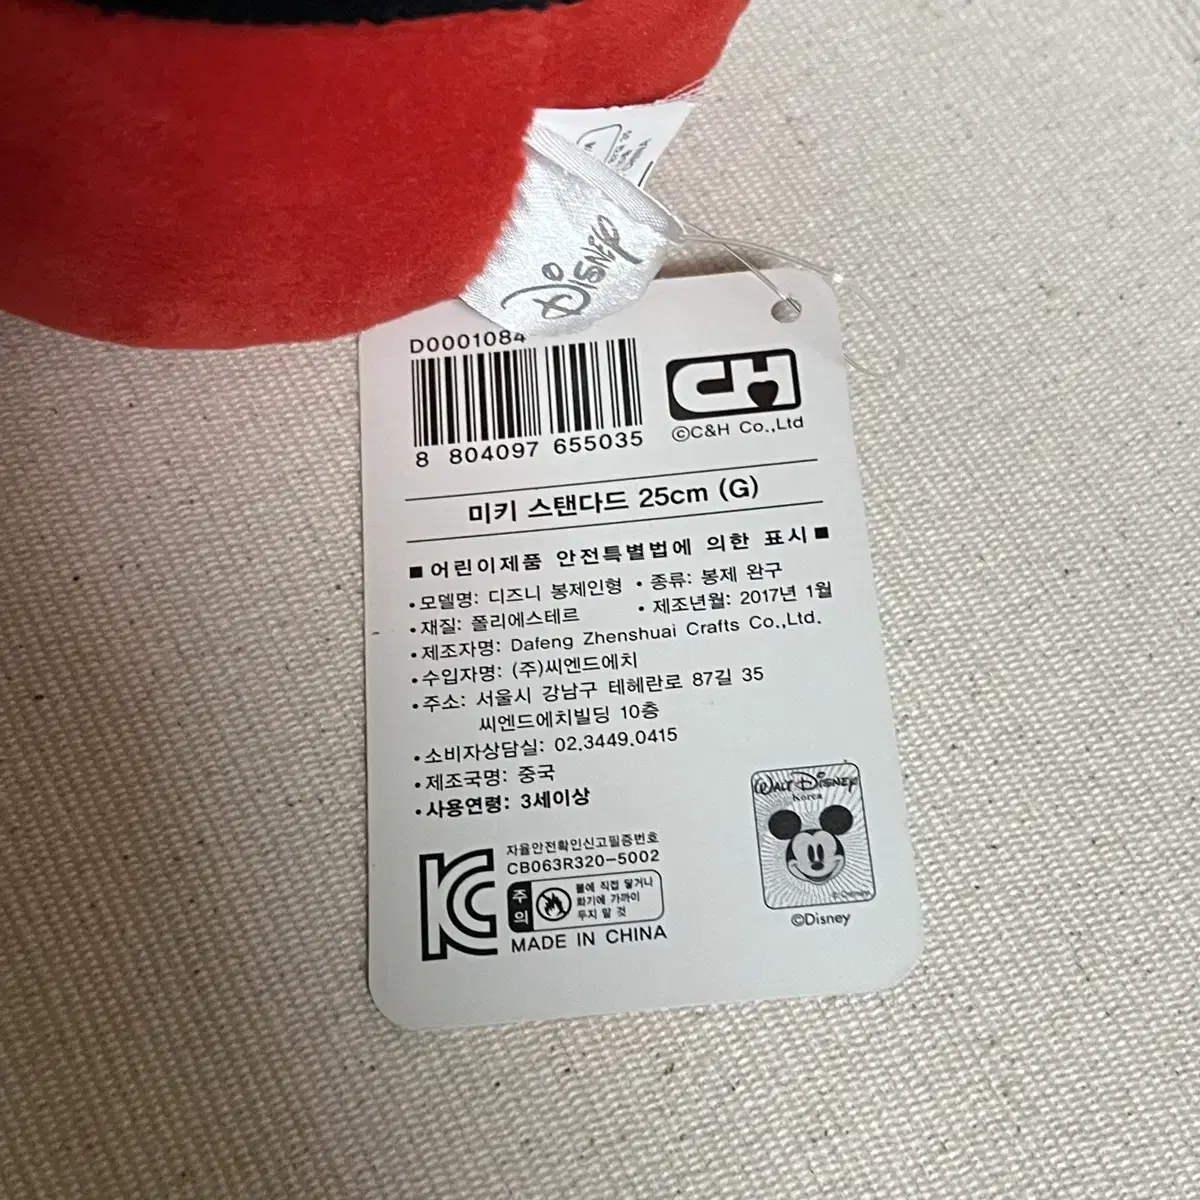 Disney
D0001084
8 804097 655035
CH
©C&H Co.,Ltd
미키 스탠다드 25cm (G)
■ 어린이제품 안전특별법에 의한 표시 ■
• 모델명: 디즈니 봉제인형 • 종류: 봉제 완구
• 재질: 폴리에스테르 • 제조년월: 2017년 1월
• 제조자명: Dafeng Zhenshuai Crafts Co.,Ltd.
• 수입자명: (주)씨엔드에치
• 주소: 서울시 강남구 테헤란로 87길 35
씨엔드에치빌딩 10층
• 소비자상담실: 02.3449.0415
• 제조국명: 중국
• 사용연령: 3세이상
자율안전확인신고필증번호
CB063R320-5002
주의
불에 직접 닿거나
화기에 가까이
두지 말 것
MADE IN CHINA
WALT DISNEY
Korea
©Disney